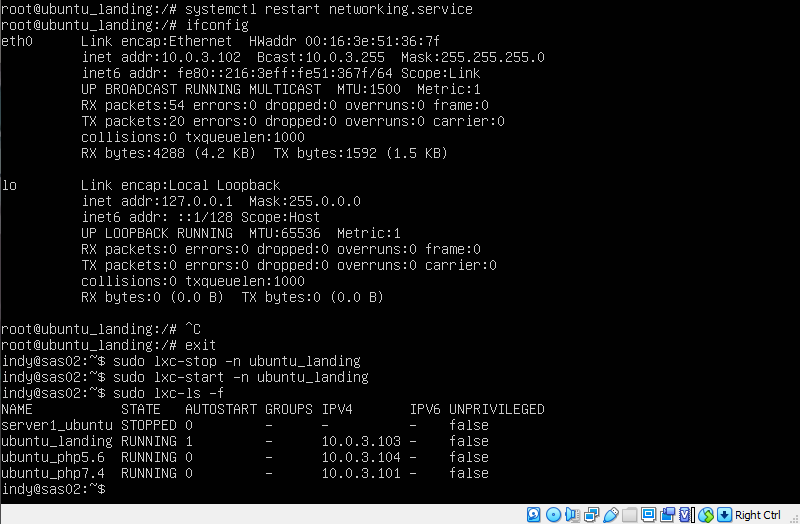 root@ubuntu_landing:/# systemctl restart networking.service
root@ubuntu_landing:/# ifconfig
eth0      Link encap:Ethernet  HWaddr 00:16:3e:51:36:7f
          inet addr:10.0.3.102  Bcast:10.0.3.255  Mask:255.255.255.0
          inet6 addr: fe80::216:3eff:fe51:367f/64 Scope:Link
          UP BROADCAST RUNNING MULTICAST  MTU:1500  Metric:1
          RX packets:54 errors:0 dropped:0 overruns:0 frame:0
          TX packets:20 errors:0 dropped:0 overruns:0 carrier:0
          collisions:0 txqueuelen:1000
          RX bytes:4288 (4.2 KB)  TX bytes:1592 (1.5 KB)
lo        Link encap:Local Loopback
          inet addr:127.0.0.1  Mask:255.0.0.0
          inet6 addr: ::1/128 Scope:Host
          UP LOOPBACK RUNNING  MTU:65536  Metric:1
          RX packets:0 errors:0 dropped:0 overruns:0 frame:0
          TX packets:0 errors:0 dropped:0 overruns:0 carrier:0
          collisions:0 txqueuelen:1000
          RX bytes:0 (0.0 B)  TX bytes:0 (0.0 B)
root@ubuntu_landing:/# ^C
root@ubuntu_landing:/# exit
indy@sas02:~$ sudo lxc-stop -n ubuntu_landing
indy@sas02:~$ sudo lxc-start -n ubuntu_landing
indy@sas02:~$ sudo lxc-ls -f
NAME           STATE   AUTOSTART GROUPS IPV4       IPV6 UNPRIVILEGED
server1_ubuntu STOPPED 0         -      -          -    false
ubuntu_landing RUNNING 1         -      10.0.3.103 -    false
ubuntu_php5.6  RUNNING 0         -      10.0.3.104 -    false
ubuntu_php7.4  RUNNING 0         -      10.0.3.101 -    false
indy@sas02:~$
Right Ctrl